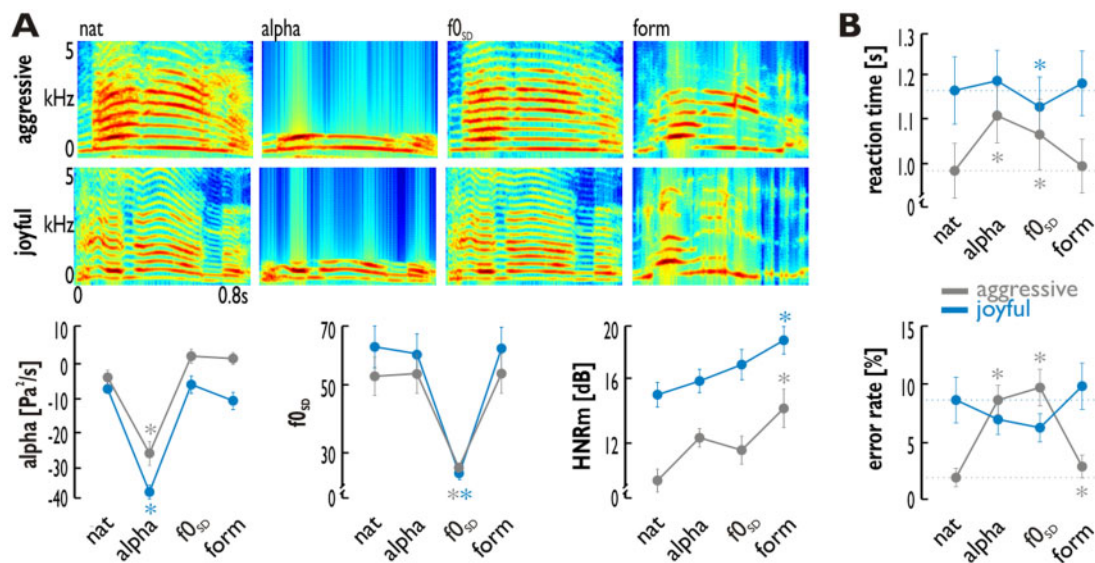 A
nat alpha f0SD form
aggressive
5
kHz
0
joyful
5
kHz
0
0 0.8s
alpha [Pa²/s]
10
0
-10
-20
-30
-40
*
*
nat alpha f0SD form
f0SD
70
50
20
0
* *
nat alpha f0SD form
HNRm [dB]
20
16
12
0
*
*
nat alpha f0SD form
B
reaction time [s]
1.3
1.2
1.1
1.0
0
*
*
*
nat alpha f0SD form
aggressive
joyful
error rate [%]
15
10
5
0
*
*
*
nat alpha f0SD form